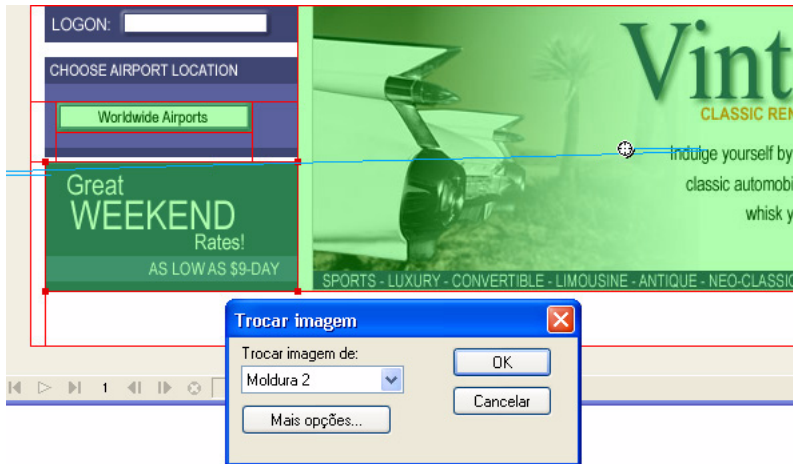 LOGON:
CHOOSE AIRPORT LOCATION
Worldwide Airports
Great
WEEKEND
Rates!
AS LOW AS $9-DAY
Vint
CLASSIC REN
Indulge yourself by
classic automobi
whisk y
SPORTS - LUXURY - CONVERTIBLE - LIMOUSINE - ANTIQUE - NEO-CLASSIC
1
Trocar imagem
Trocar imagem de:
Moldura 2
OK
Cancelar
Mais opções...